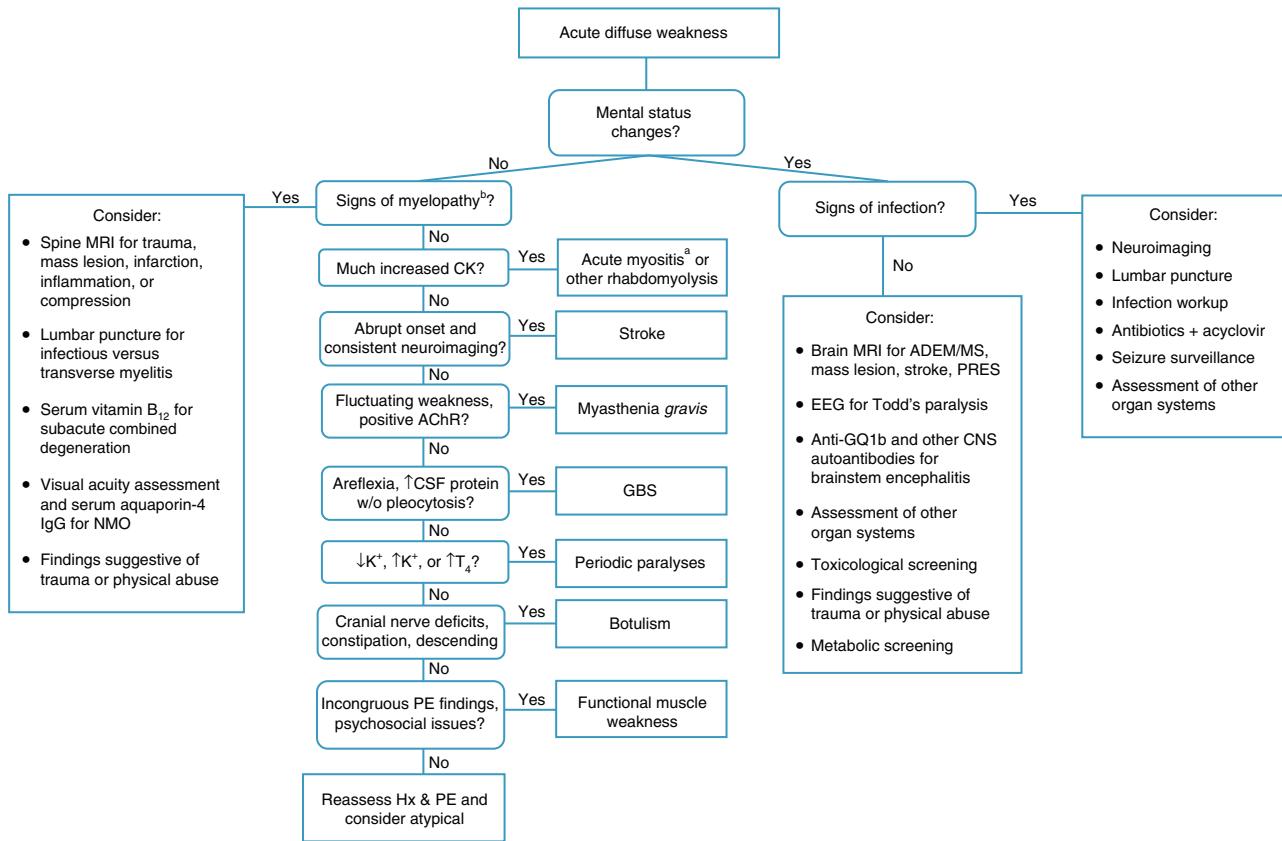 Acute diffuse weakness
Mental status
changes?
No
Yes
Yes
Signs of myelopathyᵇ?
Signs of infection?
Yes
Consider:
• Spine MRI for trauma,
mass lesion, infarction,
inflammation, or
compression
• Lumbar puncture for
infectious versus
transverse myelitis
• Serum vitamin B₁₂ for
subacute combined
degeneration
• Visual acuity assessment
and serum aquaporin-4
IgG for NMO
• Findings suggestive of
trauma or physical abuse
No
Much increased CK?
Yes
Acute myositisᵃ or
other rhabdomyolysis
No
Abrupt onset and
consistent neuroimaging?
Yes
Stroke
No
Fluctuating weakness,
positive AChR?
Yes
Myasthenia gravis
No
Areflexia, ↑CSF protein
w/o pleocytosis?
Yes
GBS
No
↓K⁺, ↑K⁺, or ↑T₄?
Yes
Periodic paralyses
No
Cranial nerve deficits,
constipation, descending
Yes
Botulism
No
Incongruous PE findings,
psychosocial issues?
Yes
Functional muscle
weakness
No
Reassess Hx & PE and
consider atypical
No
Consider:
• Brain MRI for ADEM/MS,
mass lesion, stroke, PRES
• EEG for Todd's paralysis
• Anti-GQ1b and other CNS
autoantibodies for
brainstem encephalitis
• Assessment of other
organ systems
• Toxicological screening
• Findings suggestive of
trauma or physical abuse
• Metabolic screening
Consider:
• Neuroimaging
• Lumbar puncture
• Infection workup
• Antibiotics + acyclovir
• Seizure surveillance
• Assessment of other
organ systems